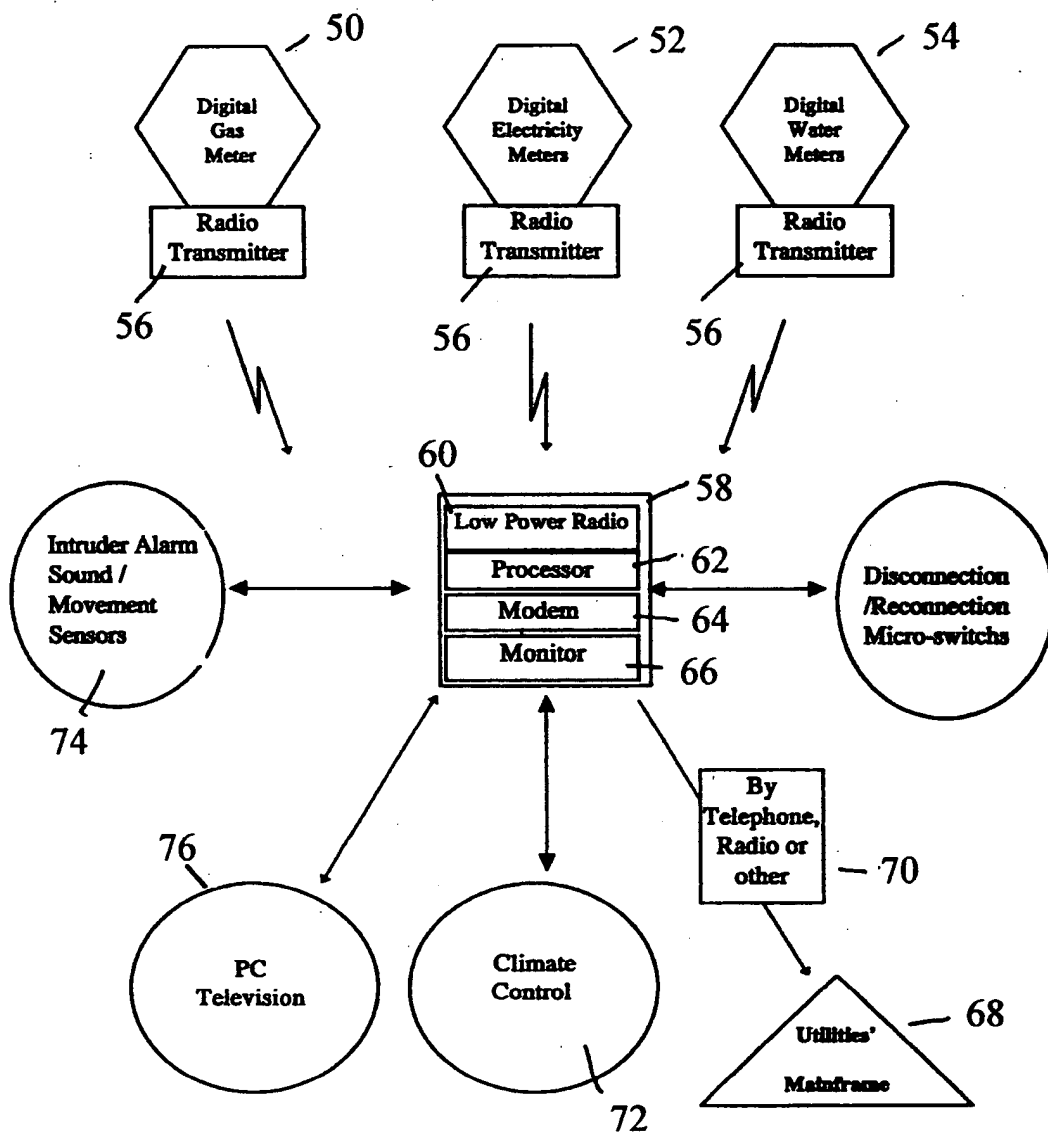 50
52
54
Digital
Gas
Meter
Digital
Electricity
Meters
Digital
Water
Meters
Radio
Transmitter
Radio
Transmitter
Radio
Transmitter
56
56
56
60
58
Low Power Radio
Processor
62
Modem
64
Monitor
66
Intruder Alarm
Sound /
Movement
Sensors
74
Disconnection
/Reconnection
Micro-switchs
By
Telephone,
Radio or
other
70
76
PC
Television
Climate
Control
72
Utilities'
Mainframe
68